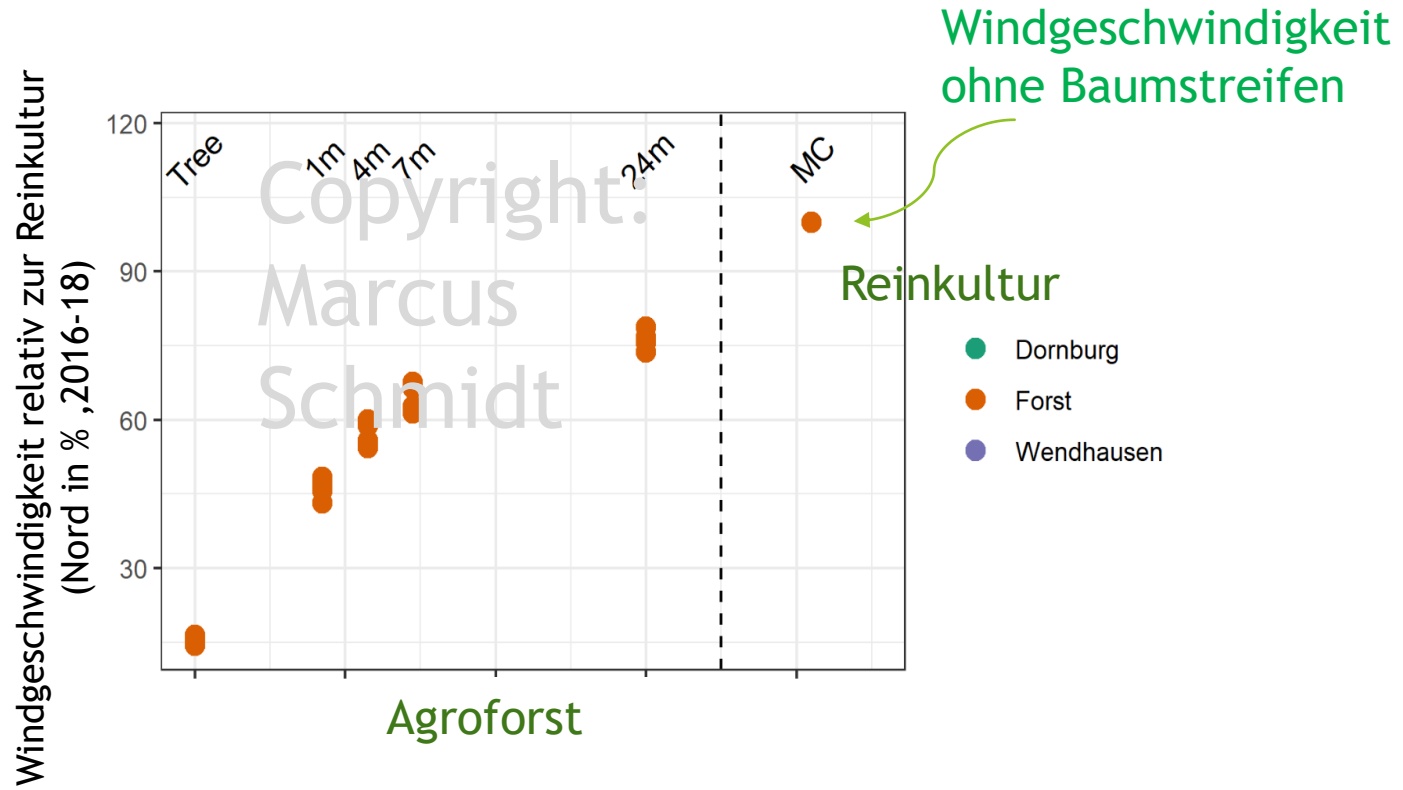 Windgeschwindigkeit
ohne Baumstreifen
Windgeschwindigkeit relativ zur Reinkultur
(Nord in % ,2016-18)
120
90
60
30
Tree
1m
4m
7m
24m
MC
Copyright:
Marcus
Schmidt
Reinkultur
Dornburg
Forst
Wendhausen
Agroforst